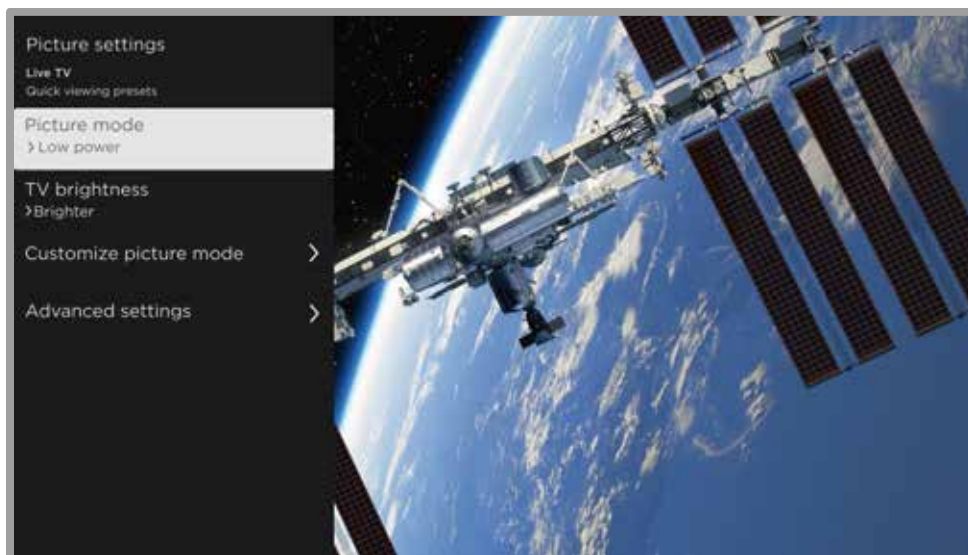 Picture settings
Live TV
Quick viewing presets
Picture mode
> Low power
TV brightness
>Brighter
Customize picture mode >
Advanced settings >